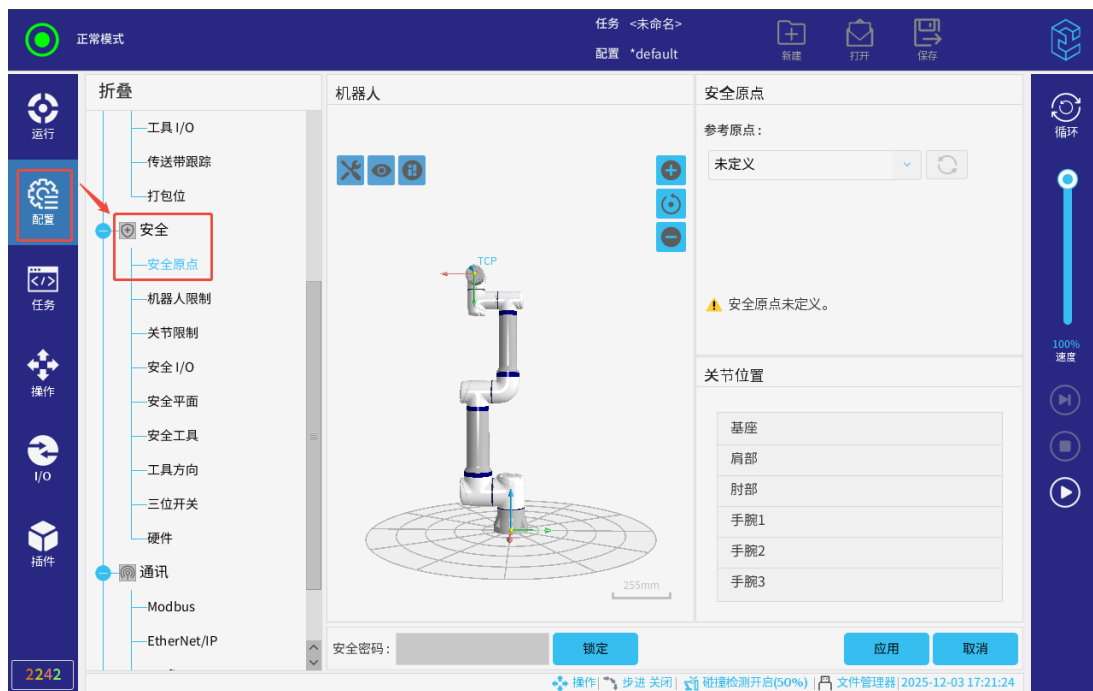 正常模式
任务 <未命名>
配置 *default
新建
打开
保存
运行
配置
任务
操作
I/O
插件
2242
折叠
工具 I/O
传送带跟踪
打包位
安全
安全原点
机器人限制
关节限制
安全 I/O
安全平面
安全工具
工具方向
三位开关
硬件
通讯
Modbus
EtherNet/IP
机器人
TCP
255mm
安全原点
参考原点:
未定义
安全原点未定义。
关节位置
基座
肩部
肘部
手腕1
手腕2
手腕3
安全密码:
锁定
应用
取消
循环
100%
速度
操作| 步进 关闭| 碰撞检测开启(50%) | 文件管理器| 2025-12-03 17:21:24